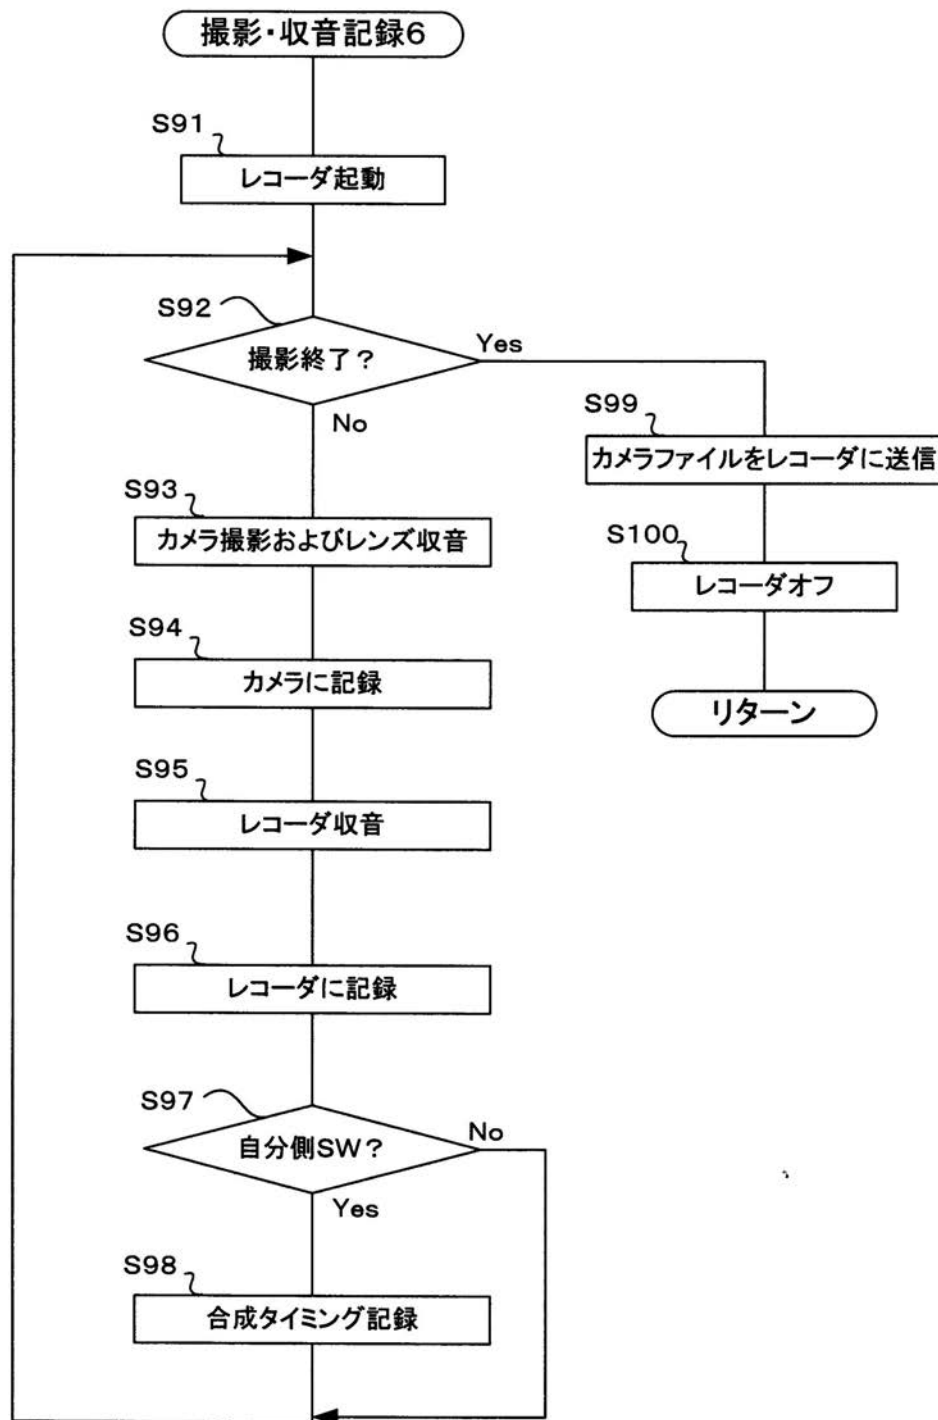 撮影・収音記録6
S91
レコーダ起動
S92
撮影終了?
Yes
No
S99
カメラファイルをレコーダに送信
S93
カメラ撮影およびレンズ収音
S100
レコーダオフ
S94
カメラに記録
リターン
S95
レコーダ収音
S96
レコーダに記録
S97
自分側SW?
No
Yes
S98
合成タイミング記録